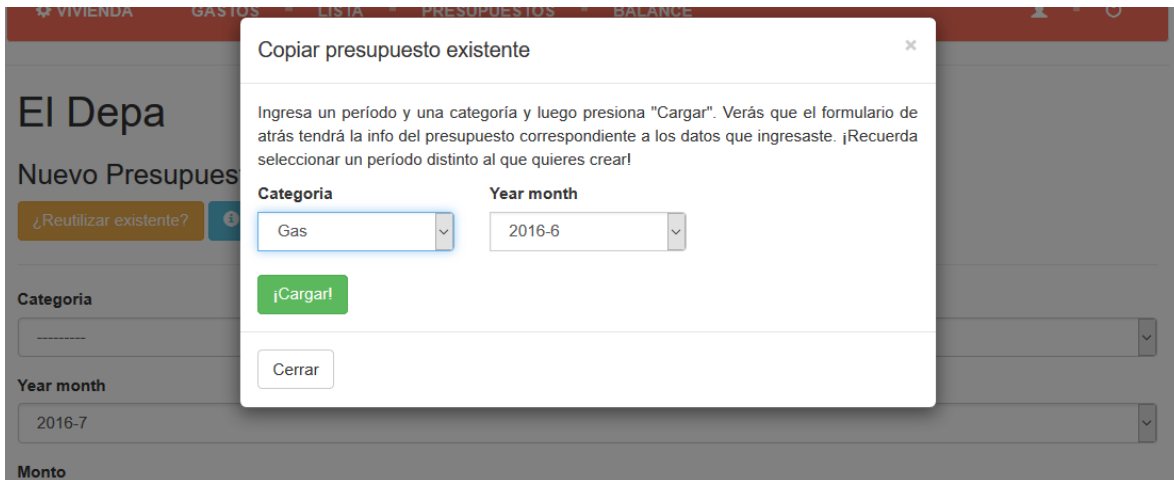 VIVIENDA GASTOS - LISTA - PRESUPUESTOS - BALANCE -
Copiar presupuesto existente ×
Ingresa un período y una categoría y luego presiona "Cargar". Verás que el formulario de
atrás tendrá la info del presupuesto correspondiente a los datos que ingresaste. ¡Recuerda
seleccionar un período distinto al que quieres crear!
Categoria Year month
Gas 2016-6
¡Cargar!
Cerrar
El Depa
Nuevo
¿Reutilizar existente?
Categoria
---------
Year month
2016-7
Monto